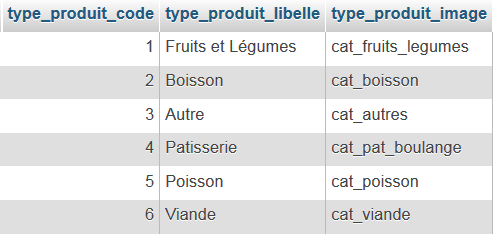 type_produit_code type_produit_libelle type_produit_image
1 Fruits et Légumes cat_fruits_legumes
2 Boisson cat_boisson
3 Autre cat_autres
4 Patisserie cat_pat_boulange
5 Poisson cat_poisson
6 Viande cat_viande